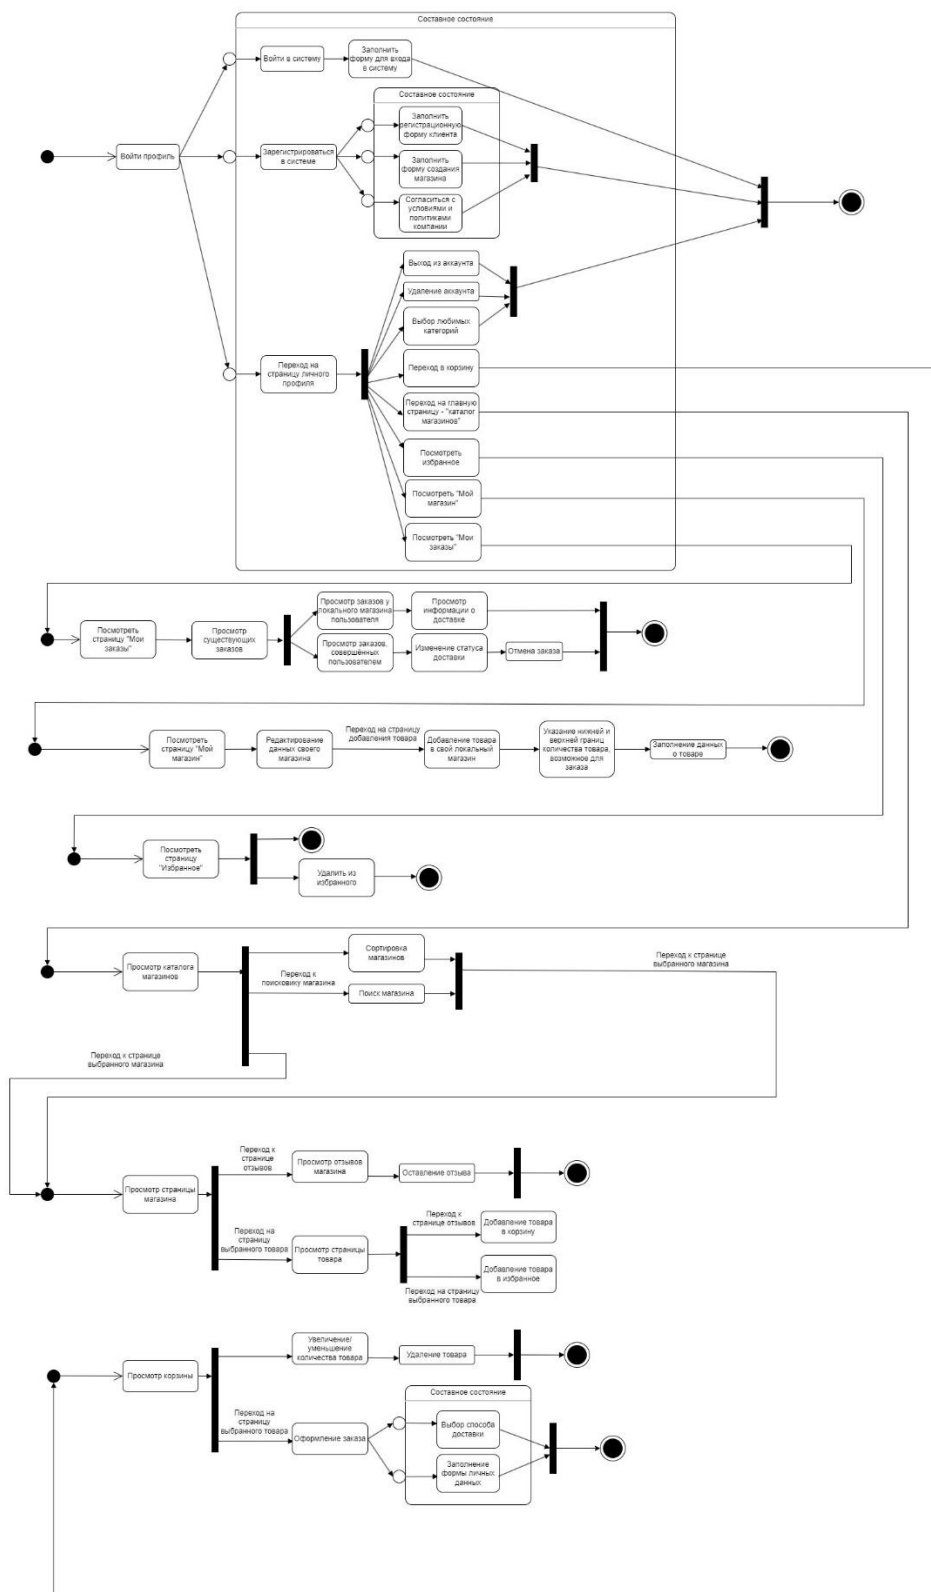 Составное состояние
Войти в систему
Заполнить
форму для входа
в систему
Составное состояние
Заполнить
регистрационную
форму клиента
Войти профиль
Зарегистрироваться
в системе
Заполнить
форму создания
магазина
Согласиться с
условиями и
политиками
компании
Выход из аккаунта
Удаление аккаунта
Выбор любимых
категорий
Переход на
страницу личного
профиля
Переход в корзину
Переход на главную
страницу - "каталог
магазинов"
Посмотреть
избранное
Посмотреть "Мой
магазин"
Посмотреть "Мои
заказы"
Посмотреть
страницу "Мои
заказы"
Просмотр
существующих
заказов
Просмотр заказов у
локального магазина
пользователя
Просмотр
информации о
доставке
Просмотр заказов,
совершённых
пользователем
Изменение статуса
доставки
Отмена заказа
Посмотреть
страницу "Мой
магазин"
Редактирование
данных своего
магазина
Переход на страницу
добавления товара
Добавление товара
в свой локальный
магазин
Указание нижней и
верхней границ
количества товара,
возможное для
заказа
Заполнение данных
о товаре
Посмотреть
страницу
"Избранное"
Удалить из
избранного
Просмотр каталога
магазинов
Сортировка
магазинов
Переход к
поисковику магазина
Поиск магазина
Переход к странице
выбранного магазина
Переход к странице
выбранного магазина
Просмотр страницы
магазина
Переход к
странице
отзывов
Просмотр отзывов
магазина
Оставление отзыва
Переход на
страницу
выбранного товара
Просмотр страницы
товара
Переход к
странице отзывов
Добавление товара
в корзину
Добавление товара
в избранное
Переход на страницу
выбранного товара
Просмотр корзины
Увеличение/
уменьшение
количества товара
Удаление товара
Переход на
страницу
выбранного товара
Оформление заказа
Составное состояние
Выбор способа
доставки
Заполнение
формы личных
данных